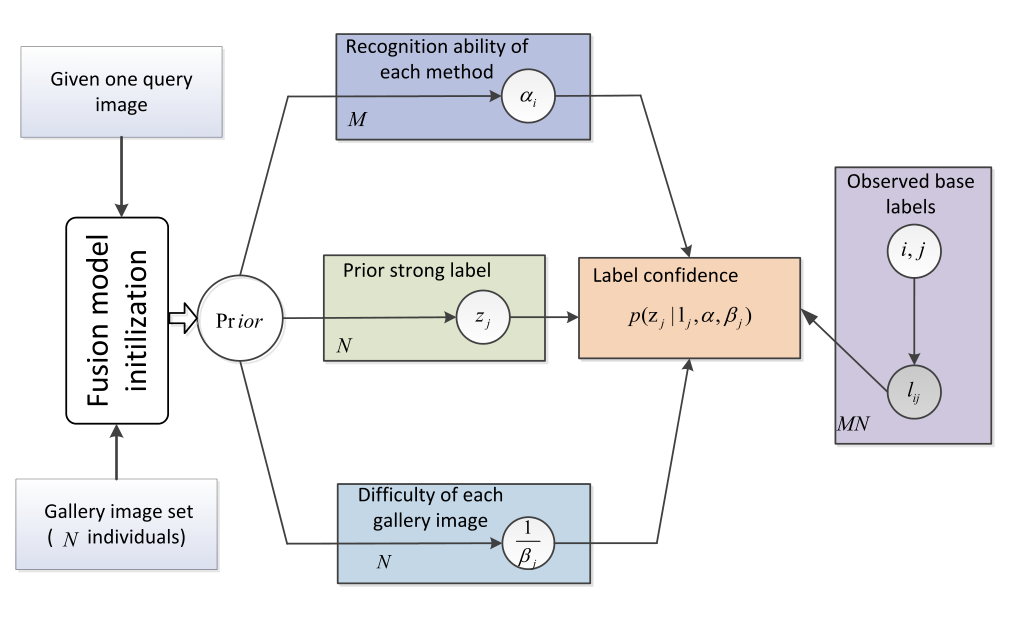 Given one query
image
Fusion model
initilization
Gallery image set
( N individuals)
Prior
Recognition ability of
each method
α_i
M
Prior strong label
z_j
N
Difficulty of each
gallery image
1/β_j
N
Label confidence
p(z_j | l_j, α, β_j)
Observed base
labels
i, j
l_ij
MN